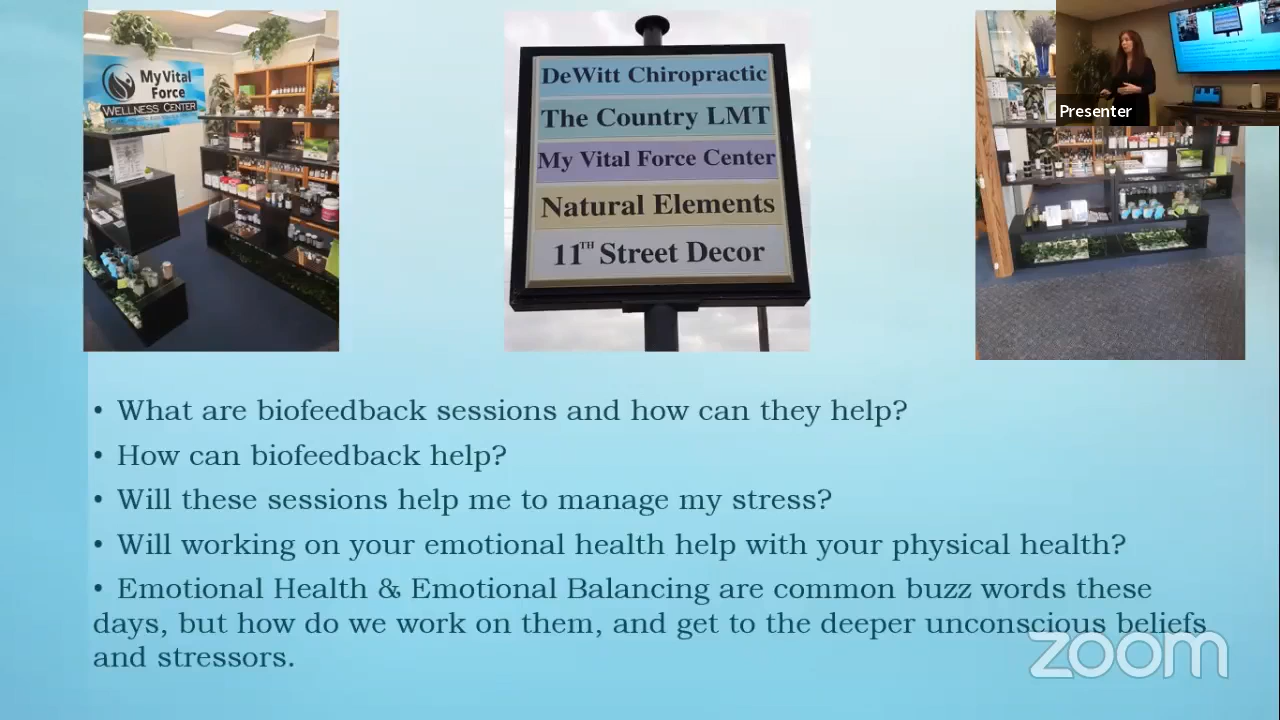 My Vital
Force
WELLNESS CENTER
DeWitt Chiropractic
The Country LMT
My Vital Force Center
Natural Elements
11TH Street Decor
Presenter
• What are biofeedback sessions and how can they help?
• How can biofeedback help?
• Will these sessions help me to manage my stress?
• Will working on your emotional health help with your physical health?
• Emotional Health & Emotional Balancing are common buzz words these
days, but how do we work on them, and get to the deeper unconscious beliefs
and stressors.
zoom